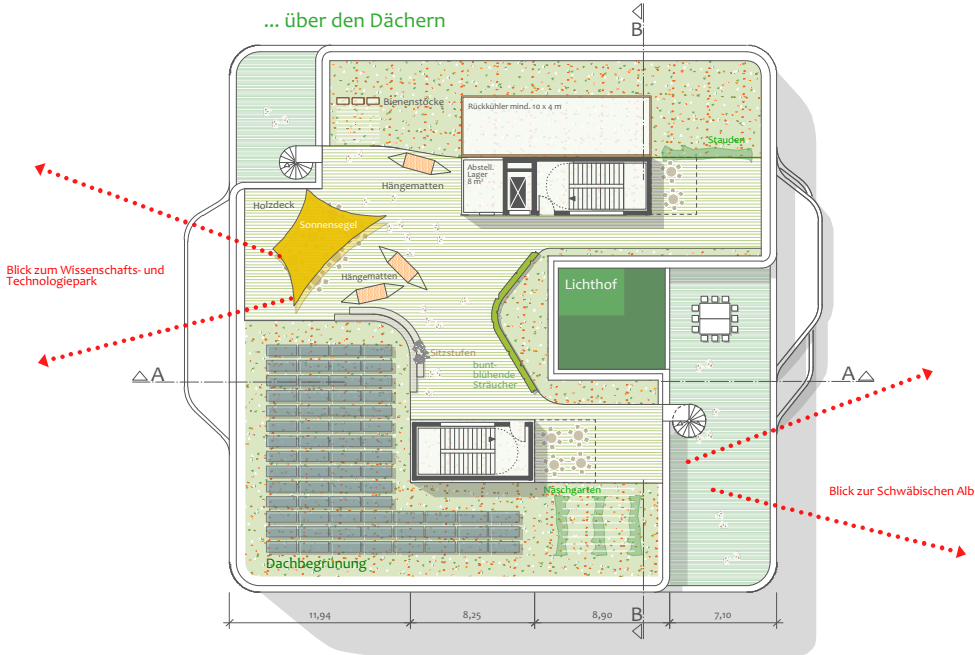 ... über den Dächern
B
Bienenstöcke
Rückkühler mind. 10 x 4 m
Stauden
Abstell.
Lager
8 m²
Hängematten
Holzdeck
Sonnensegel
Blick zum Wissenschafts- und
Technologiepark
Hängematten
Lichthof
Sitzstufen
bunt-
blühende
Sträucher
A
A
Naschgarten
Blick zur Schwäbischen Alb
Dachbegrünung
11,94
8,25
8,90
B
7,10